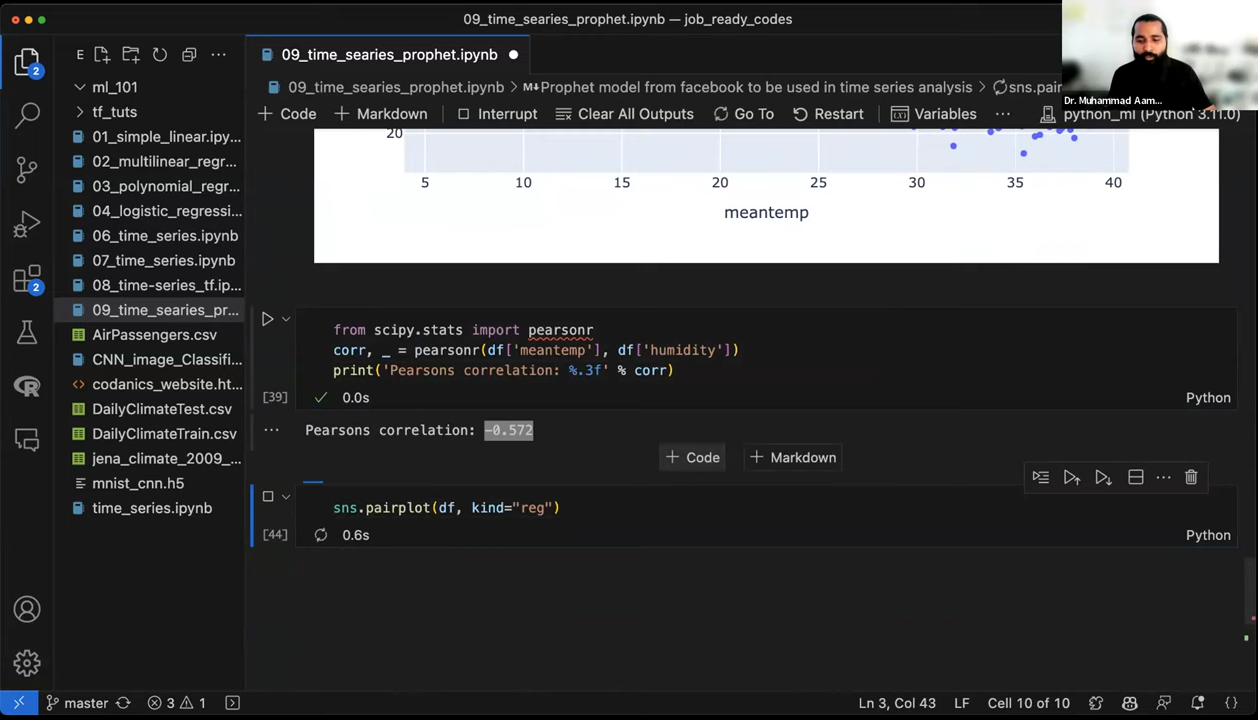 09_time_searies_prophet.ipynb — job_ready_codes
E
2
09_time_searies_prophet.ipynb
09_time_searies_prophet.ipynb > M↓Prophet model from facebook to be used in time series analysis > sns.pair
+ Code + Markdown Interrupt Clear All Outputs Go To Restart Variables ... python_ml (Python 3.11.0)
Dr. Muhammad Aam...
ml_101
tf_tuts
01_simple_linear.ipy...
02_multilinear_regr...
03_polynomial_regr...
04_logistic_regressi...
06_time_series.ipynb
07_time_series.ipynb
08_time-series_tf.ip...
09_time_searies_pr...
AirPassengers.csv
CNN_image_Classifi...
codanics_website.ht...
DailyClimateTest.csv
DailyClimateTrain.csv
jena_climate_2009_...
mnist_cnn.h5
time_series.ipynb
2
R
20
5 10 15 20 25 30 35 40
meantemp
from scipy.stats import pearsonr
corr, _ = pearsonr(df['meantemp'], df['humidity'])
print('Pearsons correlation: %.3f' % corr)
[39] 0.0s Python
Pearsons correlation: -0.572
+ Code + Markdown
sns.pairplot(df, kind="reg")
[44] 0.6s Python
master 3 1 Ln 3, Col 43 LF Cell 10 of 10